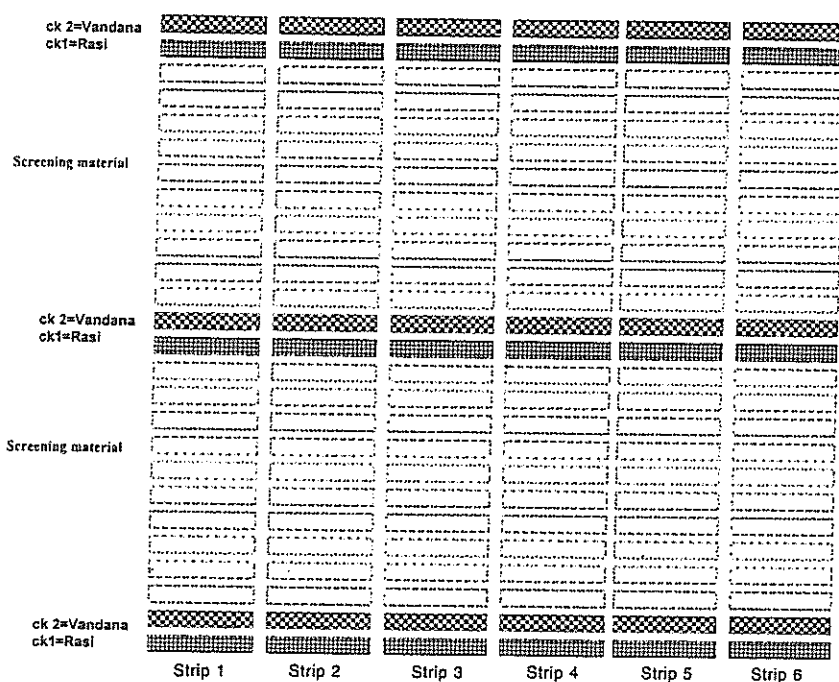 ck 2=Vandana
ck1=Rasi
Screening material
ck 2=Vandana
ck1=Rasi
Screening material
ck 2=Vandana
ck1=Rasi
Strip 1 Strip 2 Strip 3 Strip 4 Strip 5 Strip 6